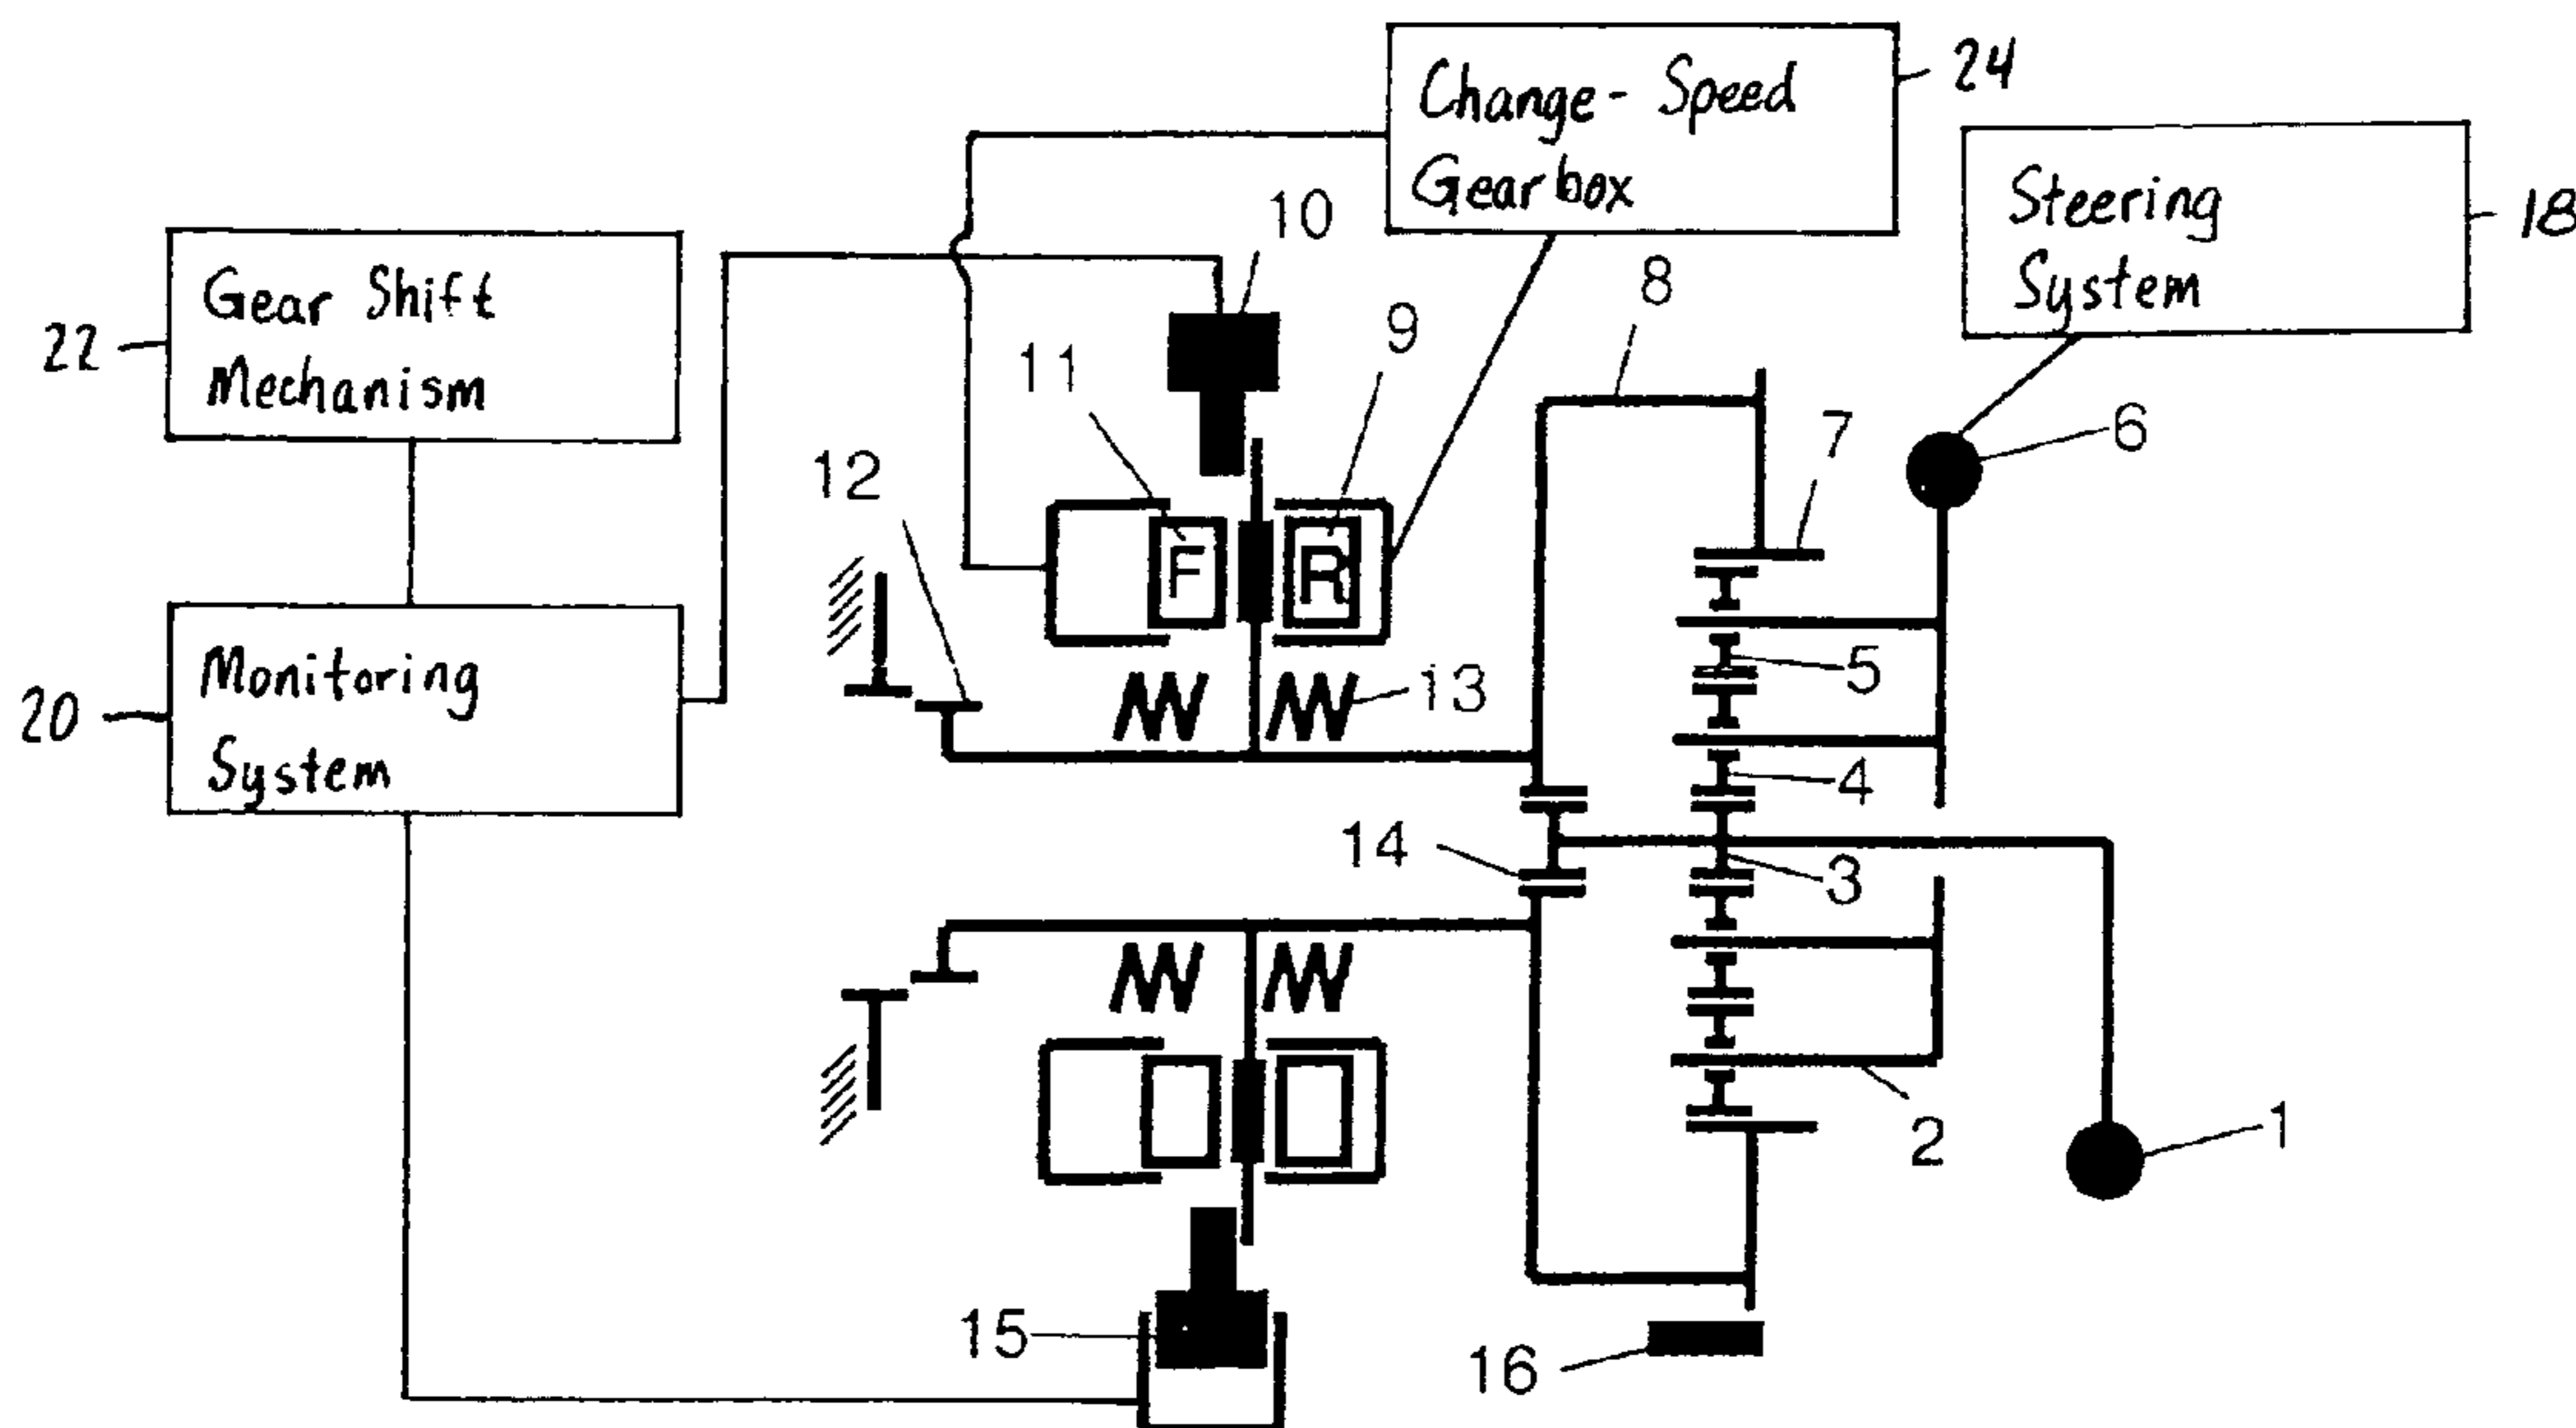 Change-Speed
Gearbox
24
Steering
System
18
Gear Shift
Mechanism
22
Monitoring
System
20
10
11
9
8
12
F
R
7
6
13
5
4
14
3
2
1
15
16